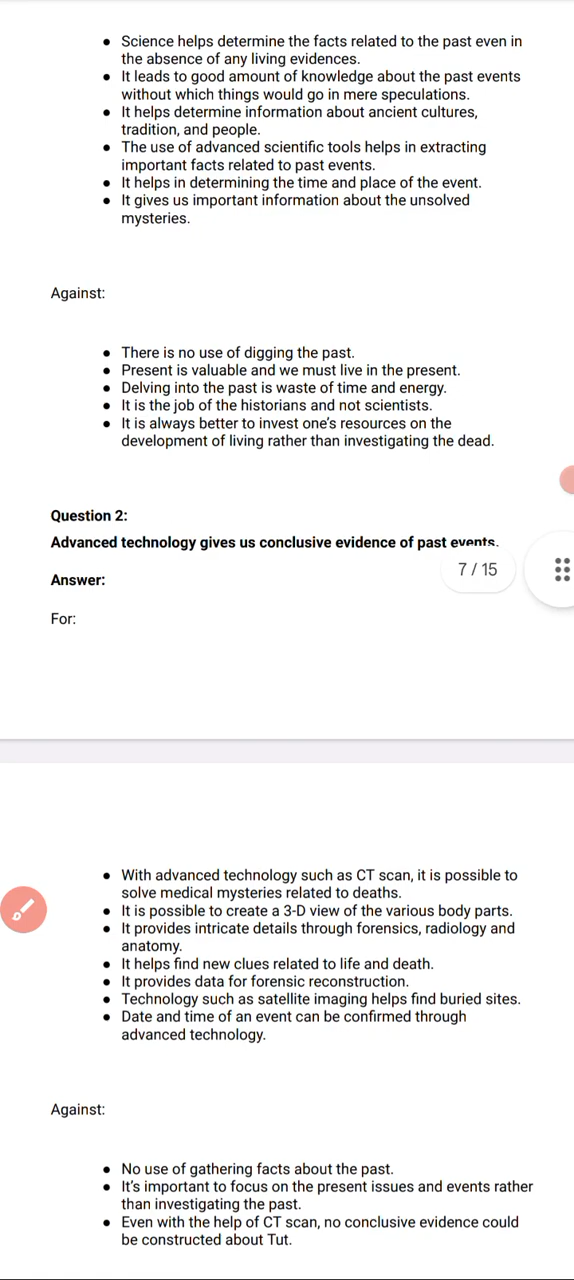 ● Science helps determine the facts related to the past even in
the absence of any living evidences.
● It leads to good amount of knowledge about the past events
without which things would go in mere speculations.
● It helps determine information about ancient cultures,
tradition, and people.
● The use of advanced scientific tools helps in extracting
important facts related to past events.
● It helps in determining the time and place of the event.
● It gives us important information about the unsolved
mysteries.
Against:
● There is no use of digging the past.
● Present is valuable and we must live in the present.
● Delving into the past is waste of time and energy.
● It is the job of the historians and not scientists.
● It is always better to invest one's resources on the
development of living rather than investigating the dead.
Question 2:
Advanced technology gives us conclusive evidence of past events.
7 / 15
Answer:
For:
● With advanced technology such as CT scan, it is possible to
solve medical mysteries related to deaths.
● It is possible to create a 3-D view of the various body parts.
● It provides intricate details through forensics, radiology and
anatomy.
● It helps find new clues related to life and death.
● It provides data for forensic reconstruction.
● Technology such as satellite imaging helps find buried sites.
● Date and time of an event can be confirmed through
advanced technology.
Against:
● No use of gathering facts about the past.
● It's important to focus on the present issues and events rather
than investigating the past.
● Even with the help of CT scan, no conclusive evidence could
be constructed about Tut.